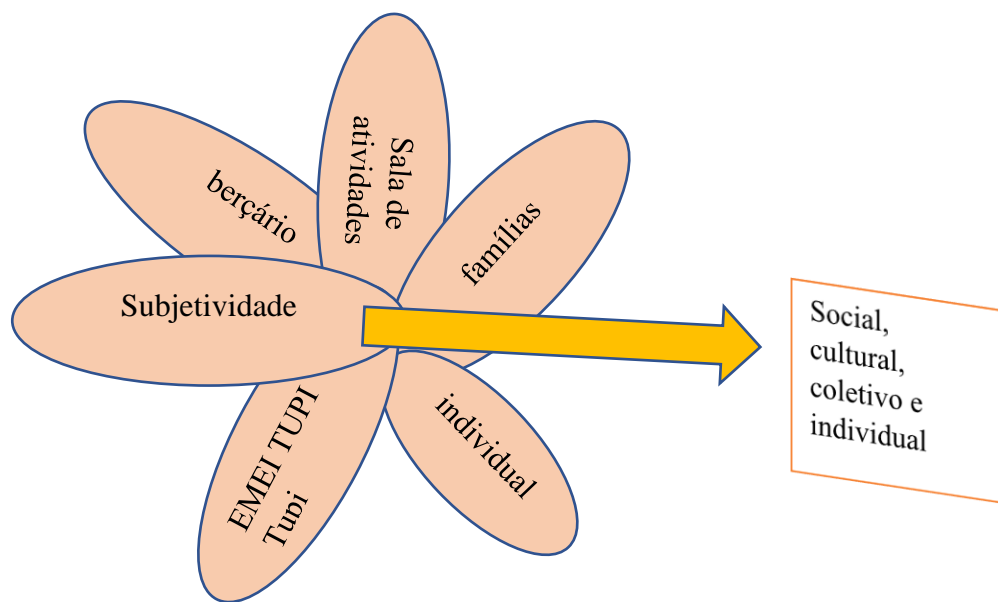 Sala de
atividades
berçário
famílias
Subjetividade
EMEI TUPI
Tupi
individual
Social,
cultural,
coletivo e
individual